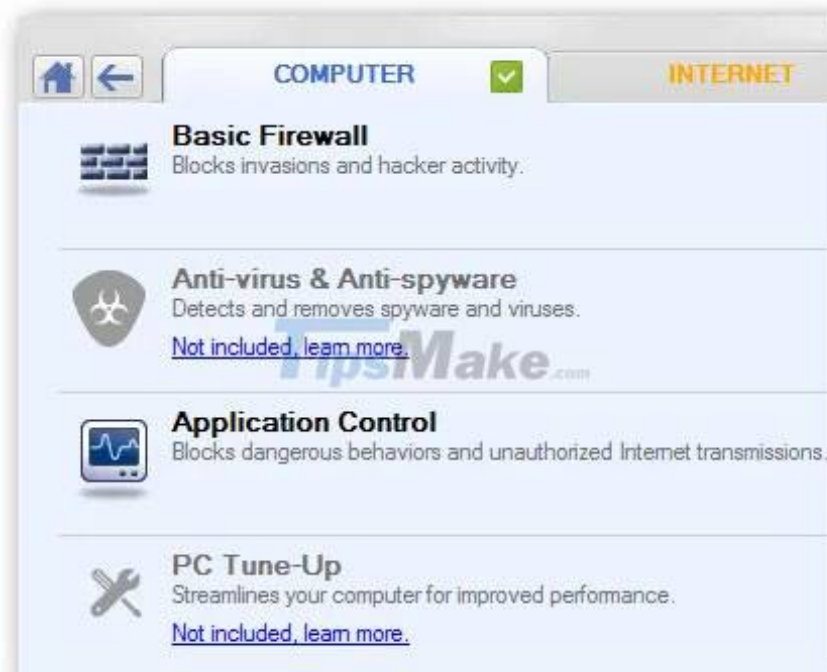 COMPUTER
INTERNET
Basic Firewall
Blocks invasions and hacker activity.
Anti-virus & Anti-spyware
Detects and removes spyware and viruses.
Not included, learn more.
TipsMake.com
Application Control
Blocks dangerous behaviors and unauthorized Internet transmissions.
PC Tune-Up
Streamlines your computer for improved performance.
Not included, learn more.